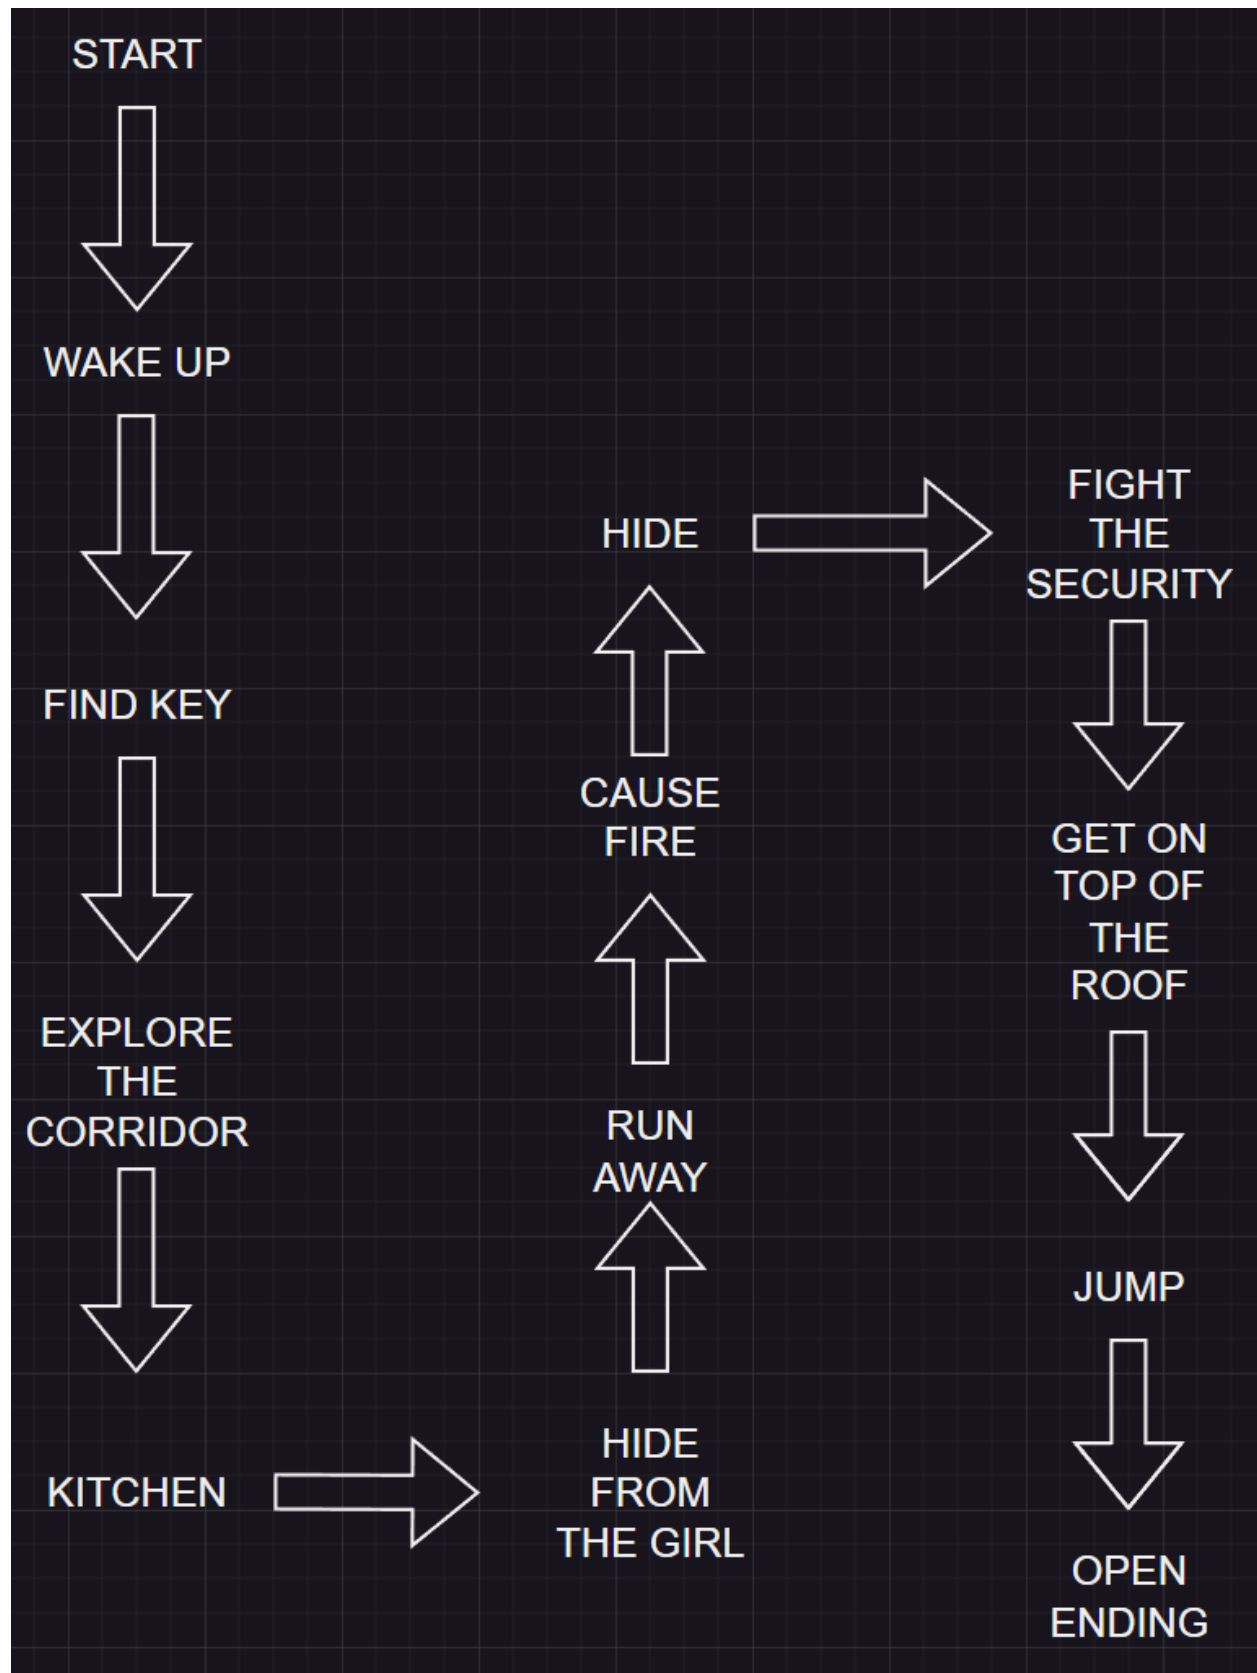 START
WAKE UP
FIND KEY
EXPLORE
THE
CORRIDOR
KITCHEN
HIDE
FROM
THE GIRL
RUN
AWAY
CAUSE
FIRE
HIDE
FIGHT
THE
SECURITY
GET ON
TOP OF
THE
ROOF
JUMP
OPEN
ENDING